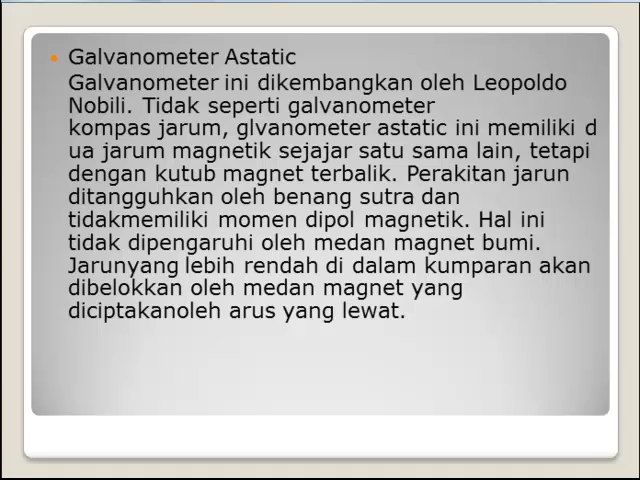 Galvanometer Astatic
Galvanometer ini dikembangkan oleh Leopoldo
Nobili. Tidak seperti galvanometer
kompas jarum, glvanometer astatic ini memiliki d
ua jarum magnetik sejajar satu sama lain, tetapi
dengan kutub magnet terbalik. Perakitan jarun
ditangguhkan oleh benang sutra dan
tidakmemiliki momen dipol magnetik. Hal ini
tidak dipengaruhi oleh medan magnet bumi.
Jarunyang lebih rendah di dalam kumparan akan
dibelokkan oleh medan magnet yang
diciptakanoleh arus yang lewat.